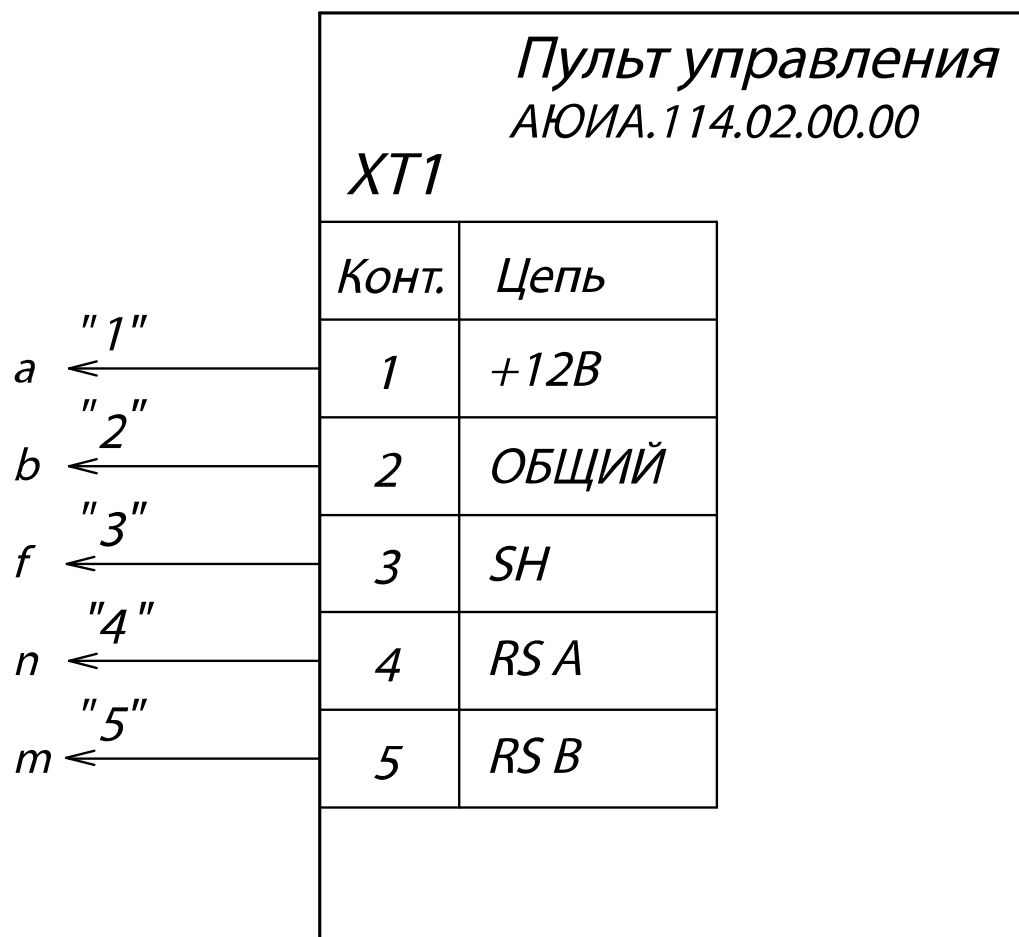 Пульт управления
АЮИА.114.02.00.00
XT1
Конт. Цепь
a "1" 1 +12В
b "2" 2 ОБЩИЙ
f "3" 3 SH
n "4" 4 RS A
m "5" 5 RS B